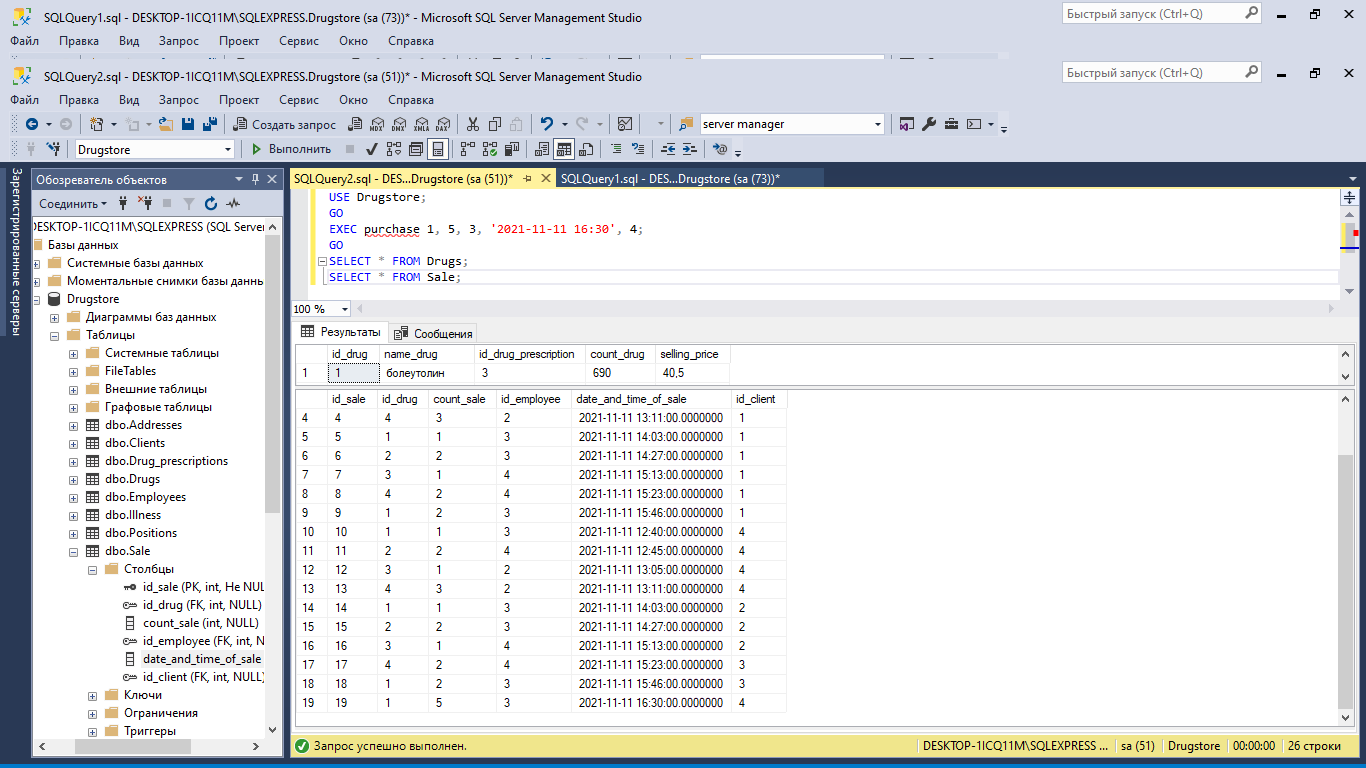 SQLQuery1.sql - DESKTOP-1ICQ11M\SQLEXPRESS.Drugstore (sa (73))* - Microsoft SQL Server Management Studio
Быстрый запуск (Ctrl+Q)
Файл Правка Вид Запрос Проект Сервис Окно Справка
SQLQuery2.sql - DESKTOP-1ICQ11M\SQLEXPRESS.Drugstore (sa (51))* - Microsoft SQL Server Management Studio
Быстрый запуск (Ctrl+Q)
Файл Правка Вид Запрос Проект Сервис Окно Справка
Создать запрос MDX DMX XMLA DAX server manager
Drugstore Выполнить
Зарегистрированные серверы
Обозреватель объектов
Соединить
DESKTOP-1ICQ11M\SQLEXPRESS (SQL Server
Базы данных
Системные базы данных
Моментальные снимки базы даннь
Drugstore
Диаграммы баз данных
Таблицы
Системные таблицы
FileTables
Внешние таблицы
Графовые таблицы
dbo.Addresses
dbo.Clients
dbo.Drug_prescriptions
dbo.Drugs
dbo.Employees
dbo.Illness
dbo.Positions
dbo.Sale
Столбцы
id_sale (PK, int, Не NUL
id_drug (FK, int, NULL)
count_sale (int, NULL)
id_employee (FK, int, N
date_and_time_of_sale
id_client (FK, int, NULL)
Ключи
Ограничения
Триггеры
SQLQuery2.sql - DES...Drugstore (sa (51))* SQLQuery1.sql - DES...Drugstore (sa (73))*
USE Drugstore;
GO
EXEC purchase 1, 5, 3, '2021-11-11 16:30', 4;
GO
SELECT * FROM Drugs;
SELECT * FROM Sale;
100 %
Результаты Сообщения
id_drug name_drug id_drug_prescription count_drug selling_price
1 1 болеутолин 3 690 40,5
id_sale id_drug count_sale id_employee date_and_time_of_sale id_client
4 4 4 3 2 2021-11-11 13:11:00.0000000 1
5 5 1 1 3 2021-11-11 14:03:00.0000000 1
6 6 2 2 3 2021-11-11 14:27:00.0000000 1
7 7 3 1 4 2021-11-11 15:13:00.0000000 1
8 8 4 2 4 2021-11-11 15:23:00.0000000 1
9 9 1 2 3 2021-11-11 15:46:00.0000000 1
10 10 1 1 3 2021-11-11 12:40:00.0000000 4
11 11 2 2 4 2021-11-11 12:45:00.0000000 4
12 12 3 1 2 2021-11-11 13:05:00.0000000 4
13 13 4 3 2 2021-11-11 13:11:00.0000000 4
14 14 1 1 3 2021-11-11 14:03:00.0000000 2
15 15 2 2 3 2021-11-11 14:27:00.0000000 2
16 16 3 1 4 2021-11-11 15:13:00.0000000 2
17 17 4 2 4 2021-11-11 15:23:00.0000000 3
18 18 1 2 3 2021-11-11 15:46:00.0000000 3
19 19 1 5 3 2021-11-11 16:30:00.0000000 4
Запрос успешно выполнен. DESKTOP-1ICQ11M\SQLEXPRESS ... sa (51) Drugstore 00:00:00 26 строки